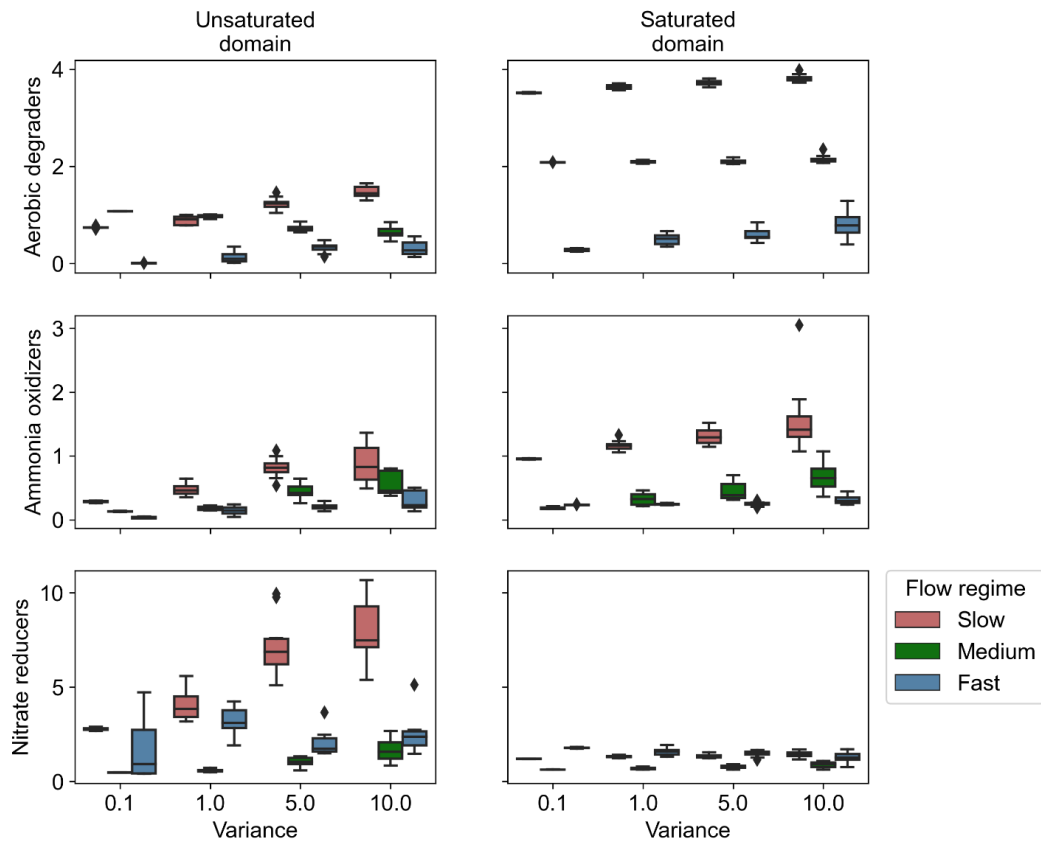 Unsaturated
domain
Saturated
domain
Aerobic degraders
4
2
0
Ammonia oxidizers
3
2
1
0
Nitrate reducers
10
5
0
0.1 1.0 5.0 10.0
Variance
0.1 1.0 5.0 10.0
Variance
Flow regime
Slow
Medium
Fast